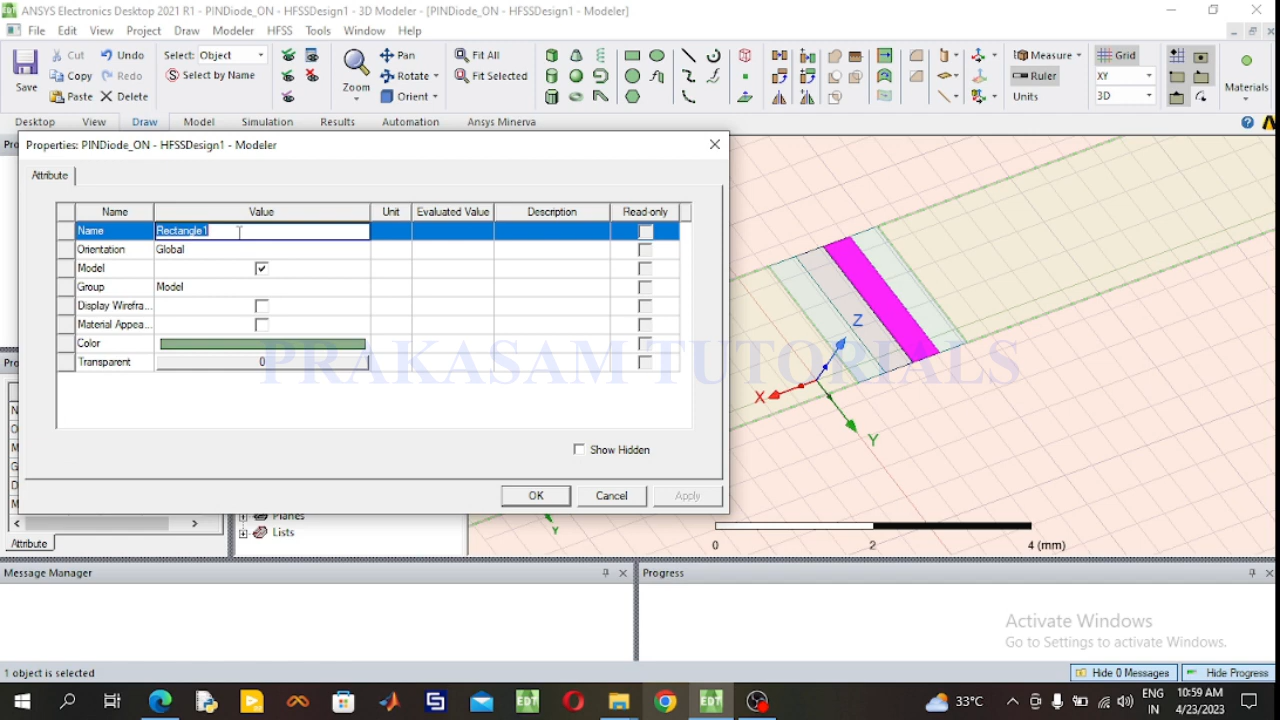 ANSYS Electronics Desktop 2021 R1 - PINDiode_ON - HFSSDesign1 - 3D Modeler - [PINDiode_ON - HFSSDesign1 - Modeler]
File Edit View Project Draw Modeler HFSS Tools Window Help
Save
Cut
Copy
Paste
Undo
Redo
Delete
Select: Object
Select by Name
Zoom
Pan
Rotate
Orient
Fit All
Fit Selected
Measure
Ruler
Units
Grid
XY
3D
Materials
Desktop View Draw Model Simulation Results Automation Ansys Minerva
Properties: PINDiode_ON - HFSSDesign1 - Modeler
Attribute
Name Value Unit Evaluated Value Description Read-only
Name Rectangle1
Orientation Global
Model
Group Model
Display Wirefra...
Material Appea...
Color
Transparent 0
Show Hidden
OK Cancel Apply
PRAKASAM TUTORIALS
Z
X
Y
Y
0 2 4 (mm)
Planes
Lists
Attribute
Message Manager
Progress
Activate Windows
Go to Settings to activate Windows.
1 object is selected
Hide 0 Messages
Hide Progress
33°C
ENG
IN
10:59 AM
4/23/2023